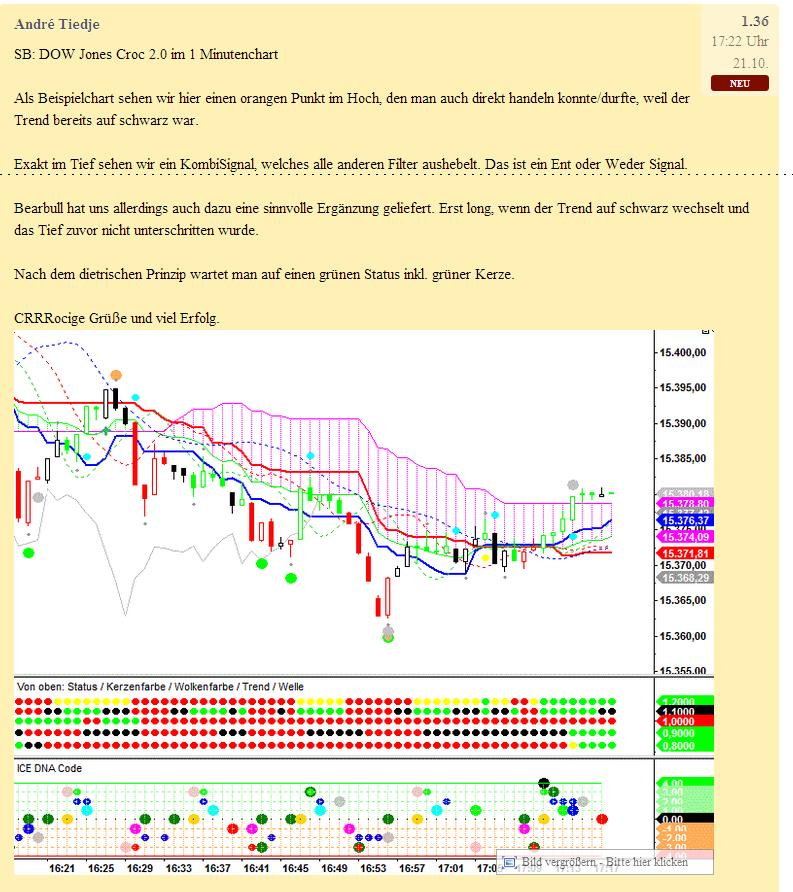 André Tiedje
1.36
17:22 Uhr
21.10.
NEU
SB: DOW Jones Croc 2.0 im 1 Minutenchart
Als Beispielchart sehen wir hier einen orangen Punkt im Hoch, den man auch direkt handeln konnte/durfte, weil der
Trend bereits auf schwarz war.
Exakt im Tief sehen wir ein KombiSignal, welches alle anderen Filter aushebelt. Das ist ein Ent oder Weder Signal.
Bearbull hat uns allerdings auch dazu eine sinnvolle Ergänzung geliefert. Erst long, wenn der Trend auf schwarz wechselt und
das Tief zuvor nicht unterschritten wurde.
Nach dem dietrischen Prinzip wartet man auf einen grünen Status inkl. grüner Kerze.
CRRRocige Grüße und viel Erfolg.
15.400,00
15.395,00
15.390,00
15.385,00
15.380,18
15.378,80
15.376,37
15.374,09
15.371,81
15.370,00
15.368,29
15.365,00
15.360,00
15.355,00
Von oben: Status / Kerzenfarbe / Wolkenfarbe / Trend / Welle
1.2000
1.1000
1.0000
0.9000
0.8000
ICE DNA Code
4.00
3.00
2.00
1.00
0.00
-1.00
-2.00
-3.00
-4.00
16:21 16:25 16:29 16:33 16:37 16:41 16:45 16:49 16:53 16:57 17:01 17:09 17:13 17:17
Bild vergrößern - Bitte hier klicken